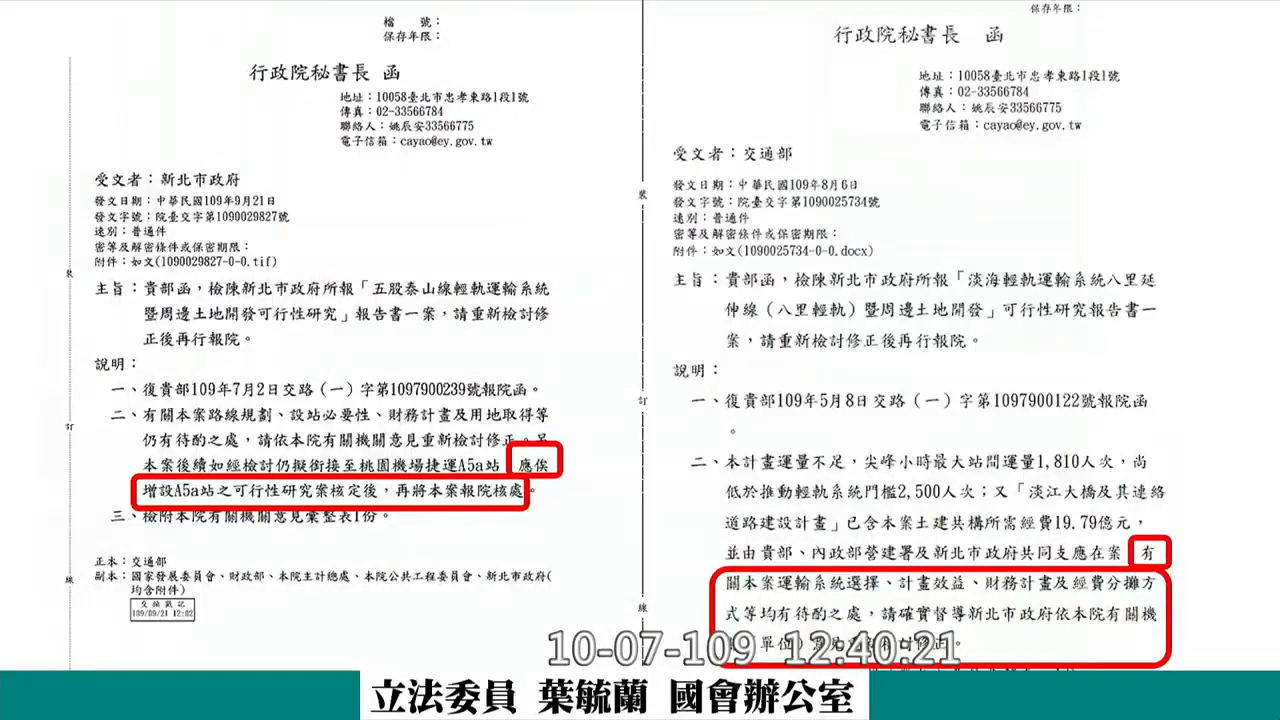 檔　號：
保存年限：
行政院秘書長 函
地址：10058臺北市忠孝東路1段1號
傳真：02-33566784
聯絡人：姚辰安33566775
電子信箱：cayao@ey.gov.tw
受文者：新北市政府
發文日期：中華民國109年9月21日
發文字號：院臺交字第1090029827號
速別：普通件
密等及解密條件或保密期限：
附件：如文(1090029827-0-0.tif)
主旨：貴部函，檢陳新北市政府所報「五股泰山線輕軌運輸系統
暨周邊土地開發可行性研究」報告書一案，請重新檢討修
正後再行報院。
說明：
一、復貴部109年7月2日交路（一）字第1097900239號報院函。
二、有關本案路線規劃、設站必要性、財務計畫及用地取得等
仍有待酌之處，請依本院有關機關意見重新檢討修正。另
本案後續如經檢討仍擬銜接至桃園機場捷運A5a站，應俟
增設A5a站之可行性研究案核定後，再將本案報院核處。
三、檢附本院有關機關意見彙整表1份。
正本：交通部
副本：國家發展委員會、財政部、本院主計總處、本院公共工程委員會、新北市政府(
均含附件)
交換戳記
109/09/21 12:02
裝
訂
線
保存年限：
行政院秘書長　函
地址：10058臺北市忠孝東路1段1號
傳真：02-33566784
聯絡人：姚辰安33566775
電子信箱：cayao@ey.gov.tw
受文者：交通部
發文日期：中華民國109年8月6日
發文字號：院臺交字第1090025734號
速別：普通件
密等及解密條件或保密期限：
附件：如文(1090025734-0-0.docx)
主旨：貴部函，檢陳新北市政府所報「淡海輕軌運輸系統八里延
伸線（八里輕軌）暨周邊土地開發」可行性研究報告書一
案，請重新檢討修正後再行報院。
說明：
一、復貴部109年5月8日交路（一）字第1097900122號報院函
。
二、本計畫運量不足，尖峰小時最大站間運量1,810人次，尚
低於推動輕軌系統門檻2,500人次；又「淡江大橋及其連絡
道路建設計畫」已含本案土建共構所需經費19.79億元，
並由貴部、內政部營建署及新北市政府共同支應在案，有
關本案運輸系統選擇、計畫效益、財務計畫及經費分攤方
式等均有待酌之處，請確實督導新北市政府依本院有關機
單位）
檢討修正。
裝
訂
線
10-07-109 12.40.21
立法委員 葉毓蘭 國會辦公室